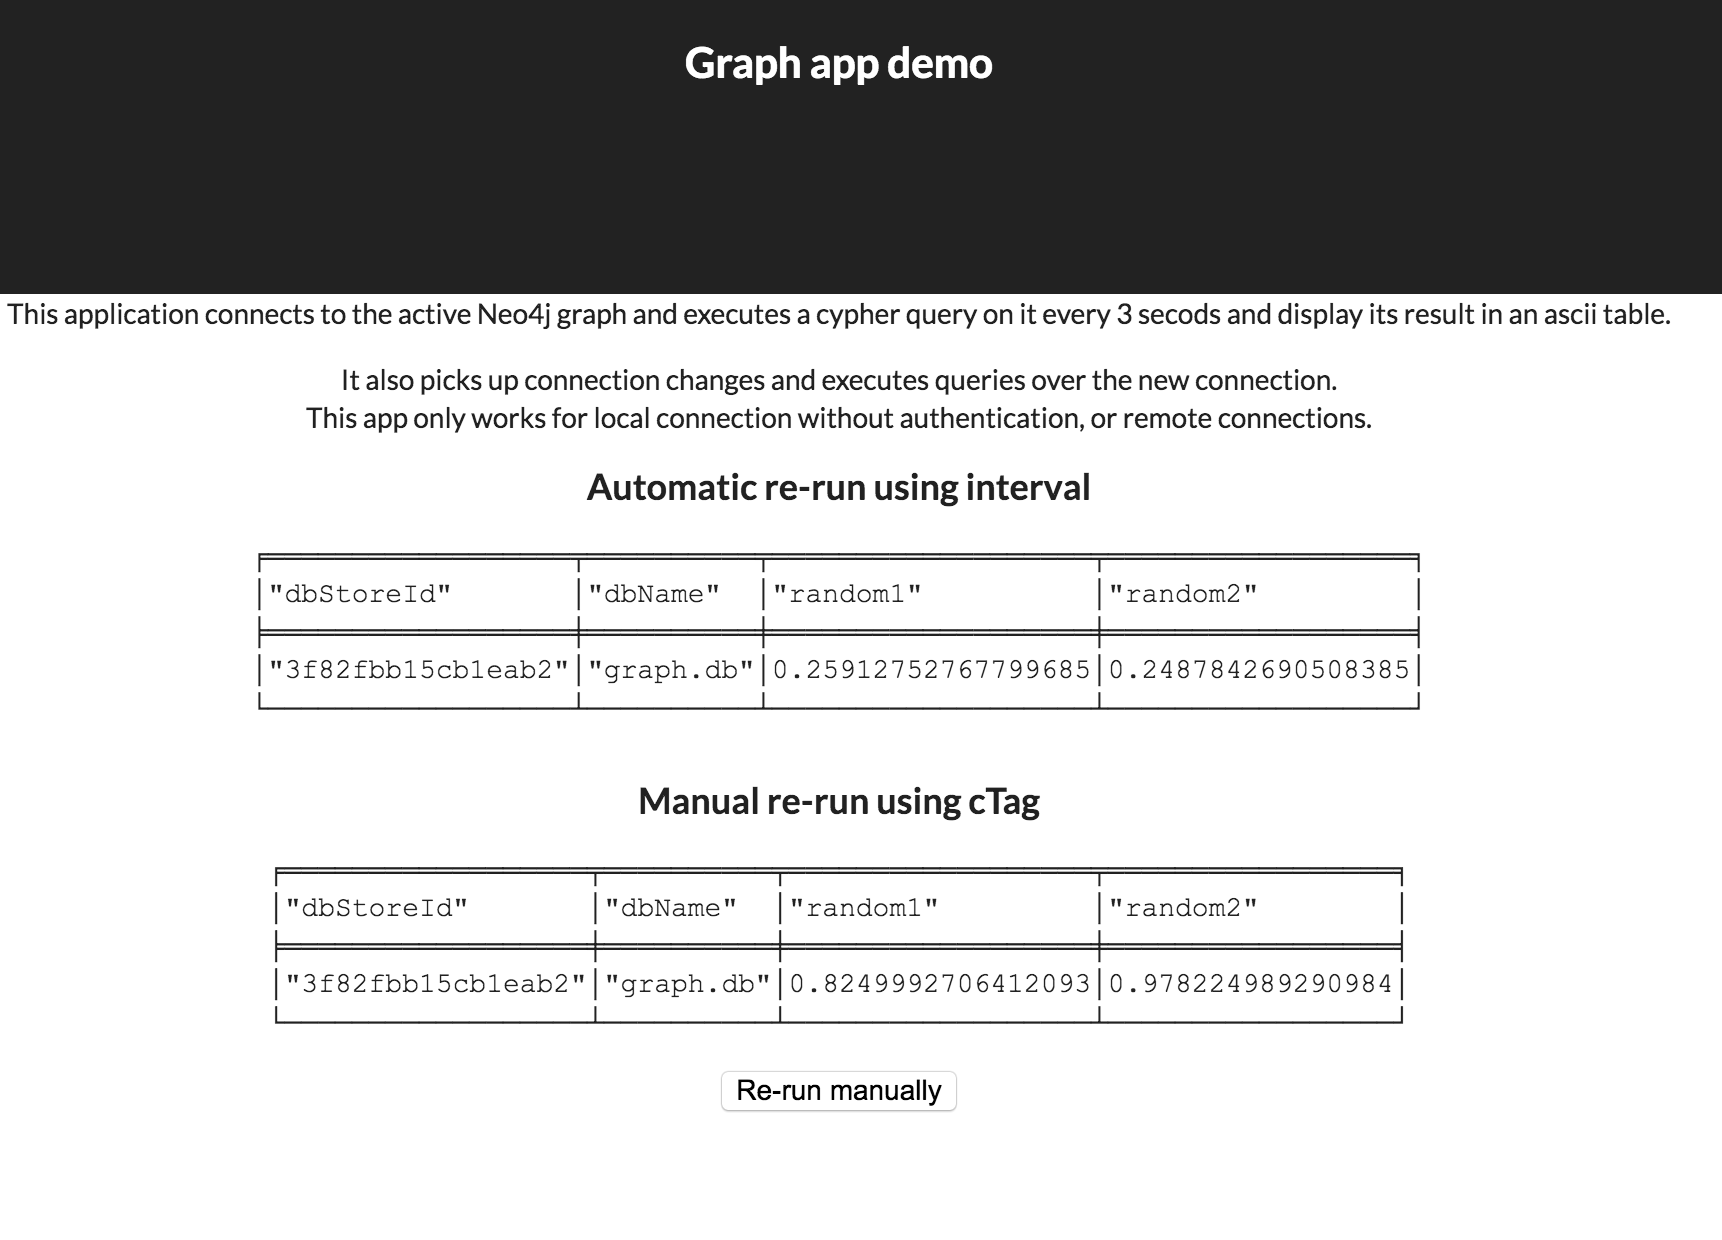 Graph app demo
This application connects to the active Neo4j graph and executes a cypher query on it every 3 secods and display its result in an ascii table.
It also picks up connection changes and executes queries over the new connection.
This app only works for local connection without authentication, or remote connections.
Automatic re-run using interval
"dbStoreId" "dbName" "random1" "random2"
"3f82fbb15cb1eab2" "graph.db" 0.25912752767799685 0.2487842690508385
Manual re-run using cTag
"dbStoreId" "dbName" "random1" "random2"
"3f82fbb15cb1eab2" "graph.db" 0.8249992706412093 0.978224989290984
Re-run manually